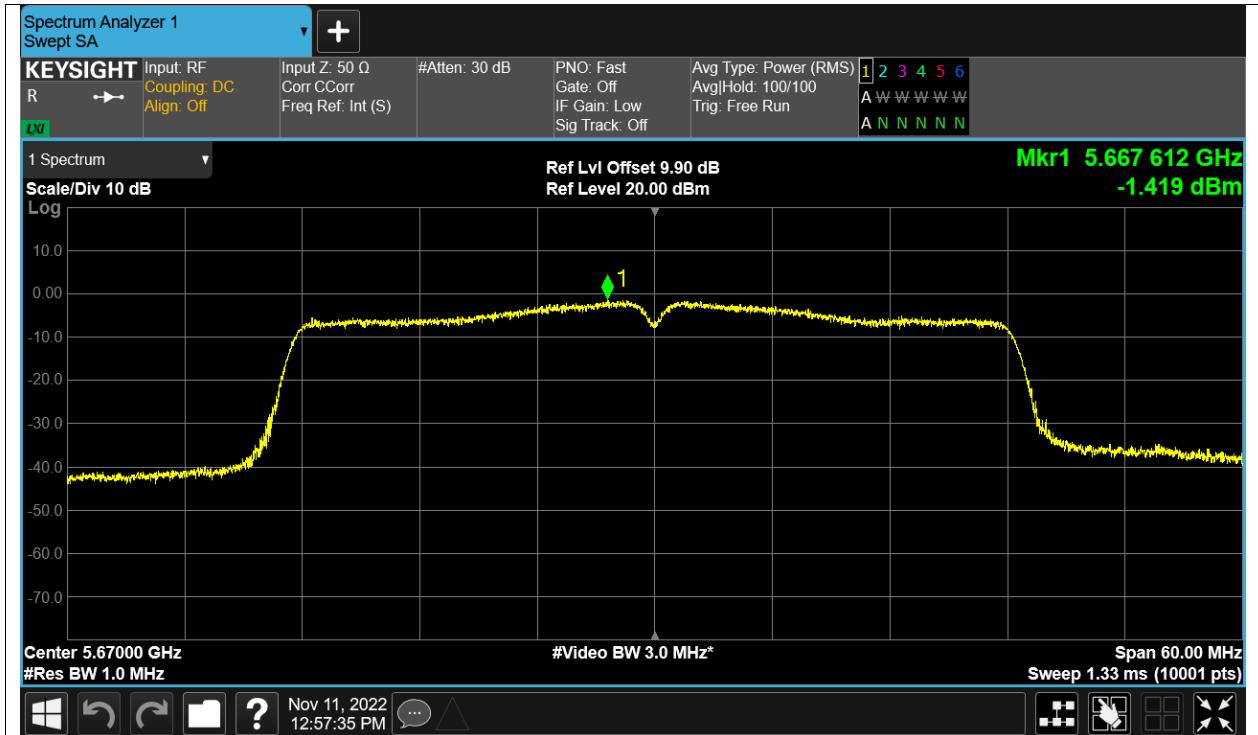 Spectrum Analyzer 1
Swept SA
KEYSIGHT
R
LXI
Input: RF
Coupling: DC
Align: Off
Input Z: 50 Ω
Corr CCorr
Freq Ref: Int (S)
#Atten: 30 dB
PNO: Fast
Gate: Off
IF Gain: Low
Sig Track: Off
Avg Type: Power (RMS)
Avg|Hold: 100/100
Trig: Free Run
1 2 3 4 5 6
A W W W W W
A N N N N N
1 Spectrum
Scale/Div 10 dB
Log
Ref Lvl Offset 9.90 dB
Ref Level 20.00 dBm
Mkr1 5.667 612 GHz
-1.419 dBm
10.0
0.00
-10.0
-20.0
-30.0
-40.0
-50.0
-60.0
-70.0
1
Center 5.67000 GHz
#Res BW 1.0 MHz
#Video BW 3.0 MHz*
Span 60.00 MHz
Sweep 1.33 ms (10001 pts)
?
Nov 11, 2022
12:57:35 PM